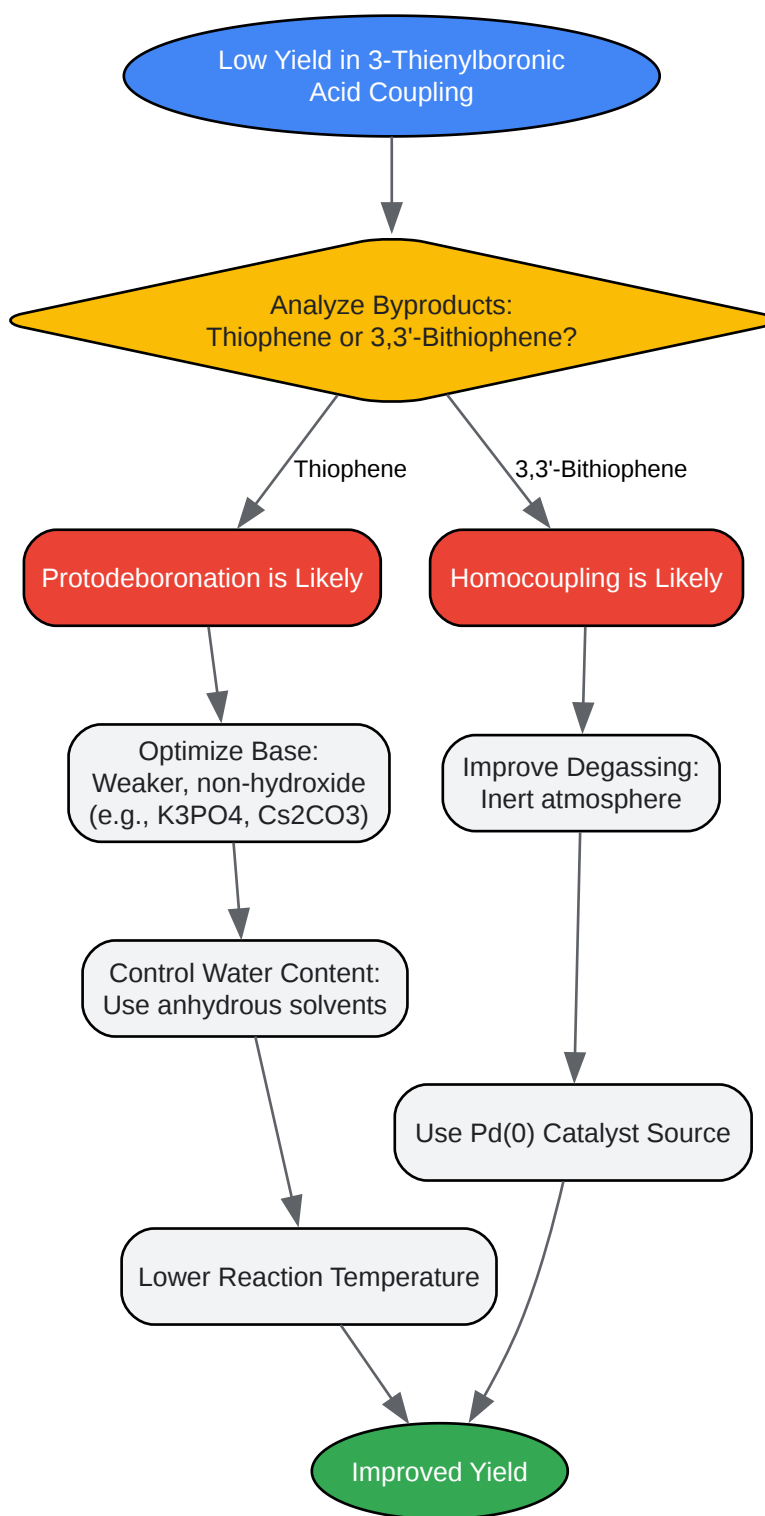 Low Yield in 3-Thienylboronic
Acid Coupling
Analyze Byproducts:
Thiophene or 3,3'-Bithiophene?
Thiophene
3,3'-Bithiophene
Protodeboronation is Likely
Homocoupling is Likely
Optimize Base:
Weaker, non-hydroxide
(e.g., K3PO4, Cs2CO3)
Improve Degassing:
Inert atmosphere
Control Water Content:
Use anhydrous solvents
Use Pd(0) Catalyst Source
Lower Reaction Temperature
Improved Yield